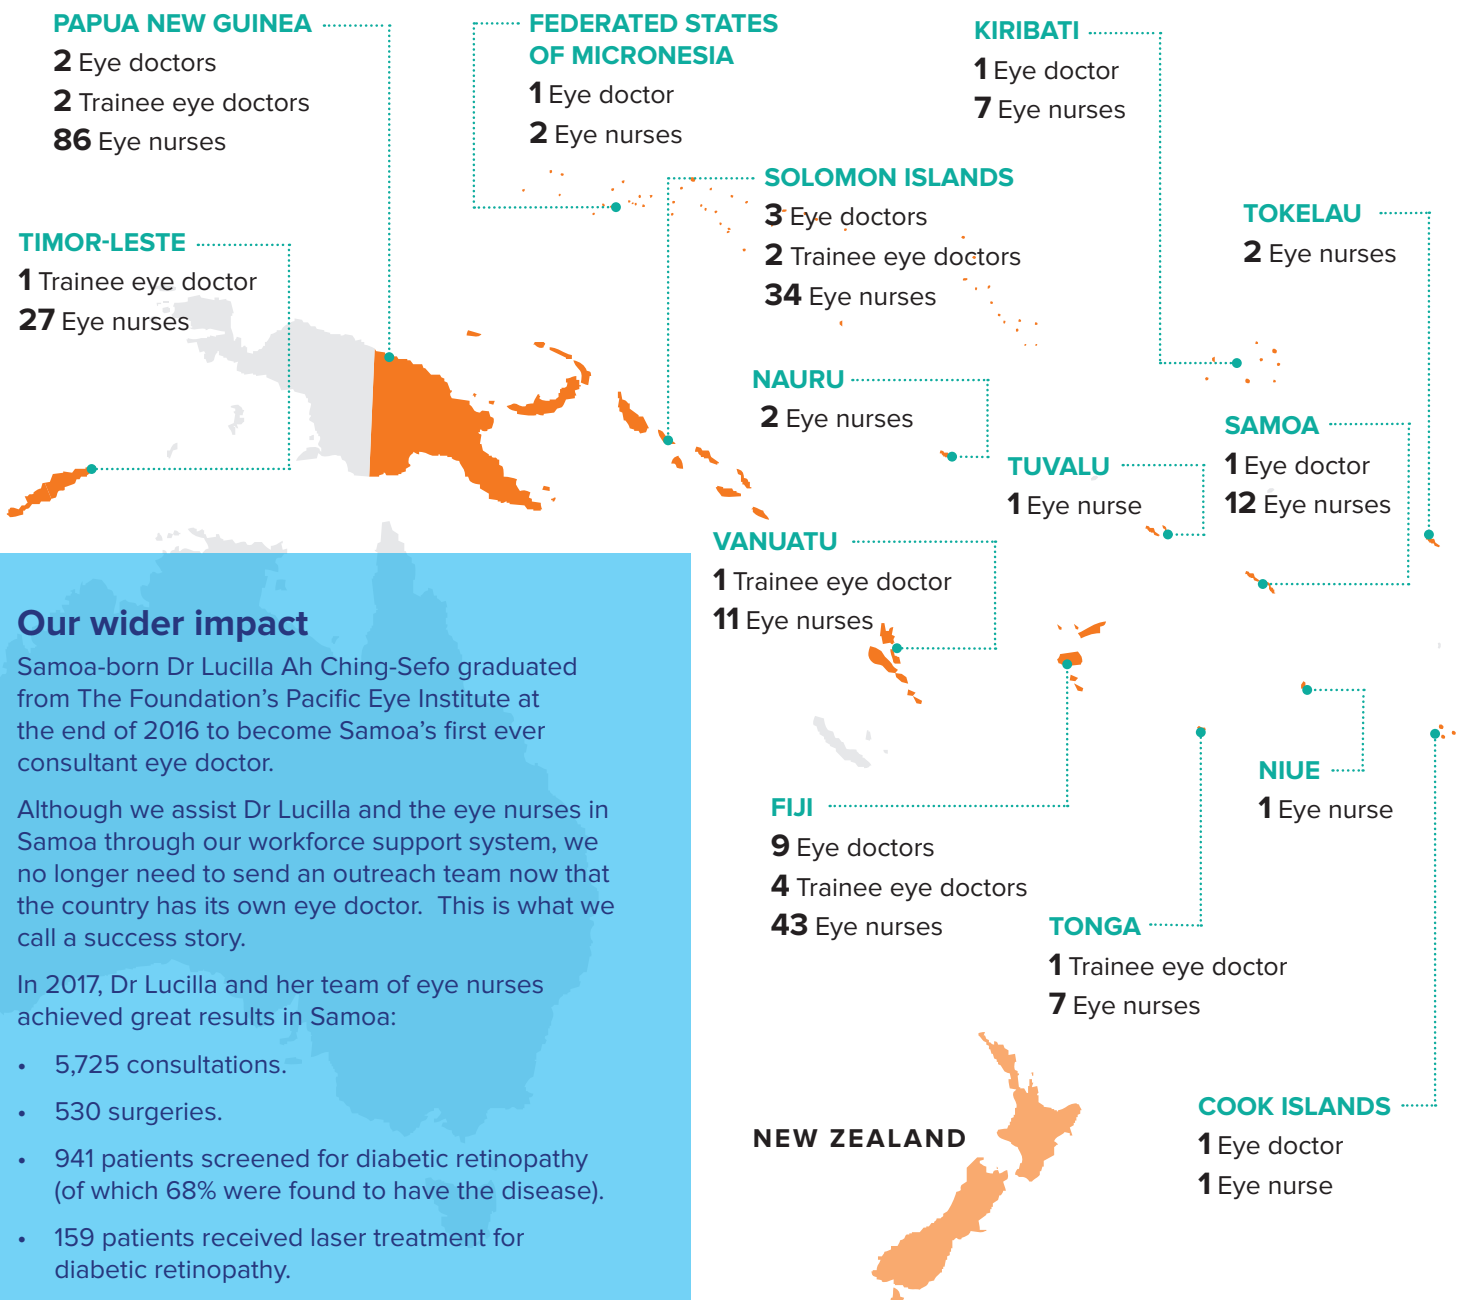 PAPUA NEW GUINEA
2 Eye doctors
2 Trainee eye doctors
86 Eye nurses
FEDERATED STATES
OF MICRONESIA
1 Eye doctor
2 Eye nurses
KIRIBATI
1 Eye doctor
7 Eye nurses
SOLOMON ISLANDS
3 Eye doctors
2 Trainee eye doctors
34 Eye nurses
TOKELAU
2 Eye nurses
TIMOR-LESTE
1 Trainee eye doctor
27 Eye nurses
NAURU
2 Eye nurses
TUVALU
1 Eye nurse
SAMOA
1 Eye doctor
12 Eye nurses
VANUATU
1 Trainee eye doctor
11 Eye nurses
Our wider impact
Samoa-born Dr Lucilla Ah Ching-Sefo graduated
from The Foundation’s Pacific Eye Institute at
the end of 2016 to become Samoa’s first ever
consultant eye doctor.
Although we assist Dr Lucilla and the eye nurses in
Samoa through our workforce support system, we
no longer need to send an outreach team now that
the country has its own eye doctor. This is what we
call a success story.
In 2017, Dr Lucilla and her team of eye nurses
achieved great results in Samoa:
• 5,725 consultations.
• 530 surgeries.
• 941 patients screened for diabetic retinopathy
(of which 68% were found to have the disease).
• 159 patients received laser treatment for
diabetic retinopathy.
FIJI
9 Eye doctors
4 Trainee eye doctors
43 Eye nurses
NIUE
1 Eye nurse
TONGA
1 Trainee eye doctor
7 Eye nurses
COOK ISLANDS
1 Eye doctor
1 Eye nurse
NEW ZEALAND